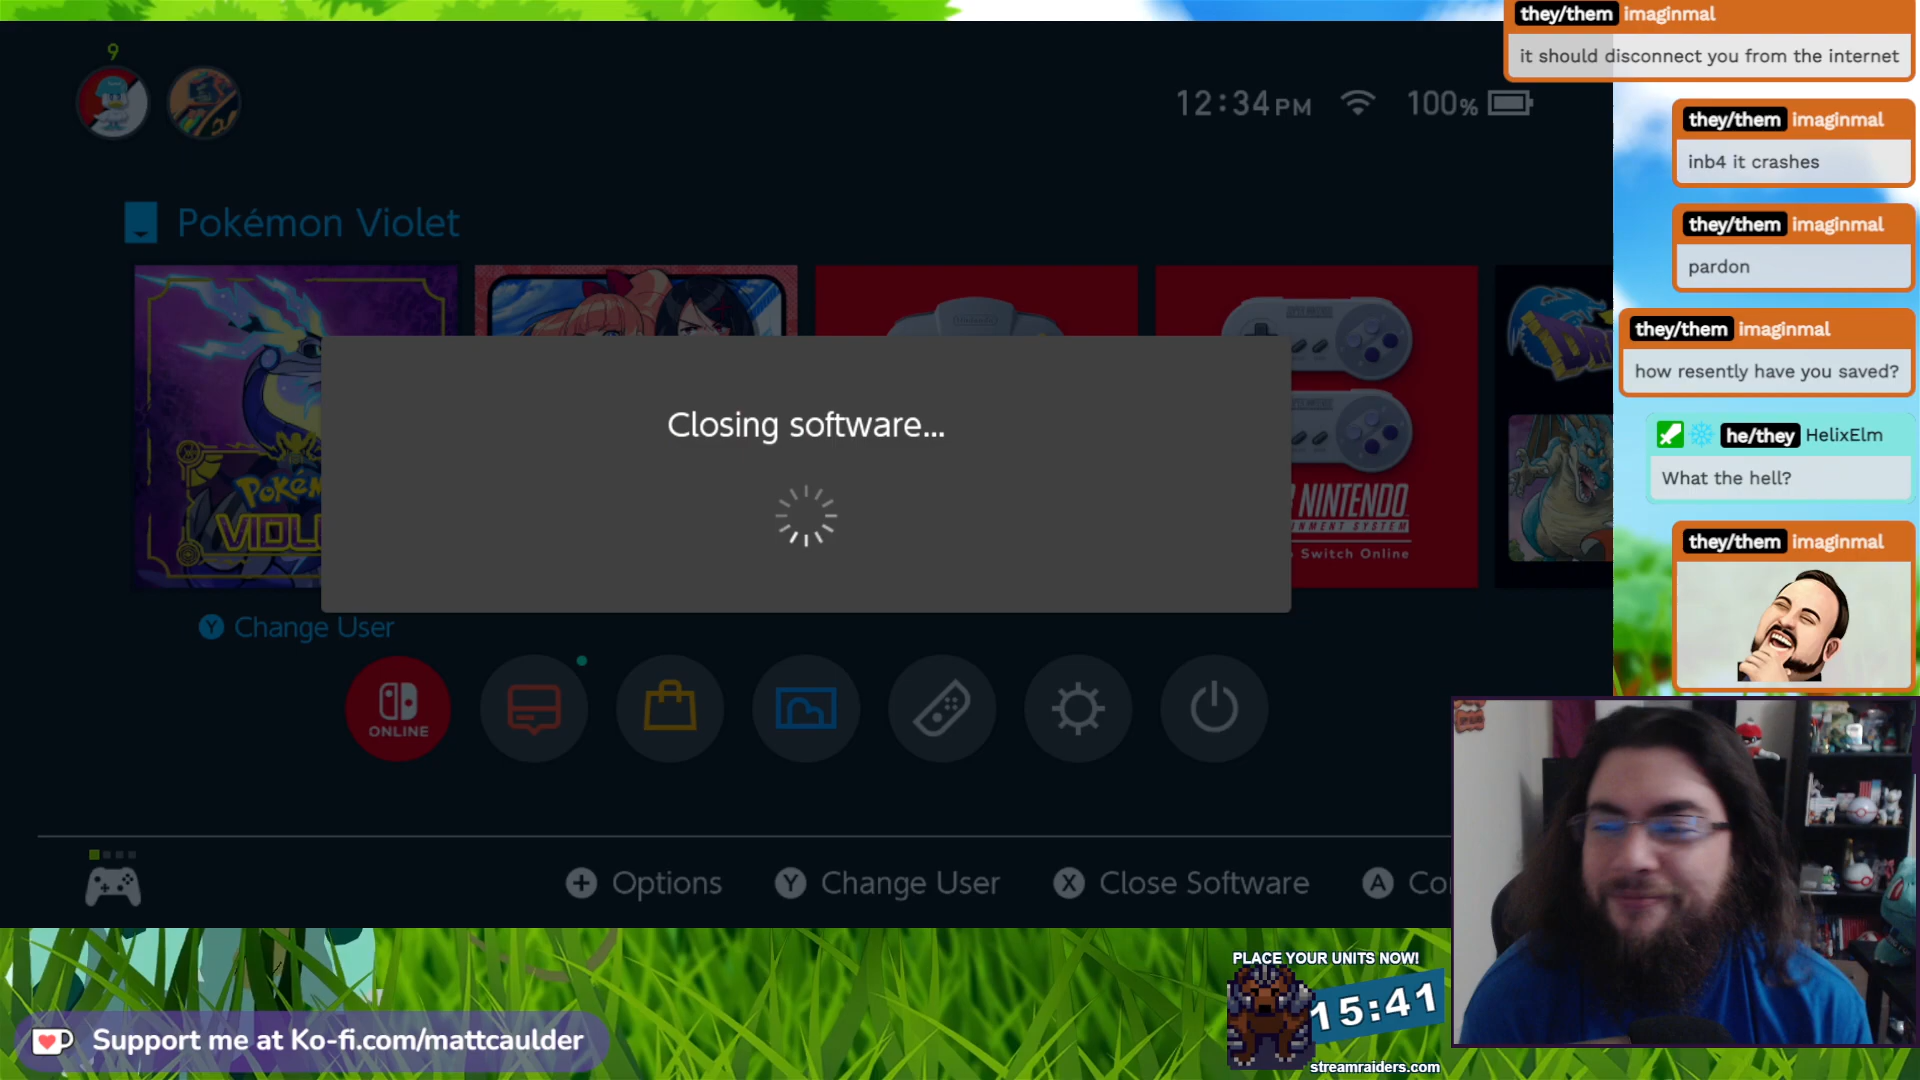 9
12:34 PM
100%
Pokémon Violet
Closing software...
NINTENDO
Switch Online
Change User
ONLINE
Options
Change User
Close Software
they/them imaginmal
it should disconnect you from the internet
they/them imaginmal
inb4 it crashes
they/them imaginmal
pardon
they/them imaginmal
how resently have you saved?
he/they HelixElm
What the hell?
they/them imaginmal
PLACE YOUR UNITS NOW!
15:41
streamraiders.com
Support me at Ko-fi.com/mattcaulder